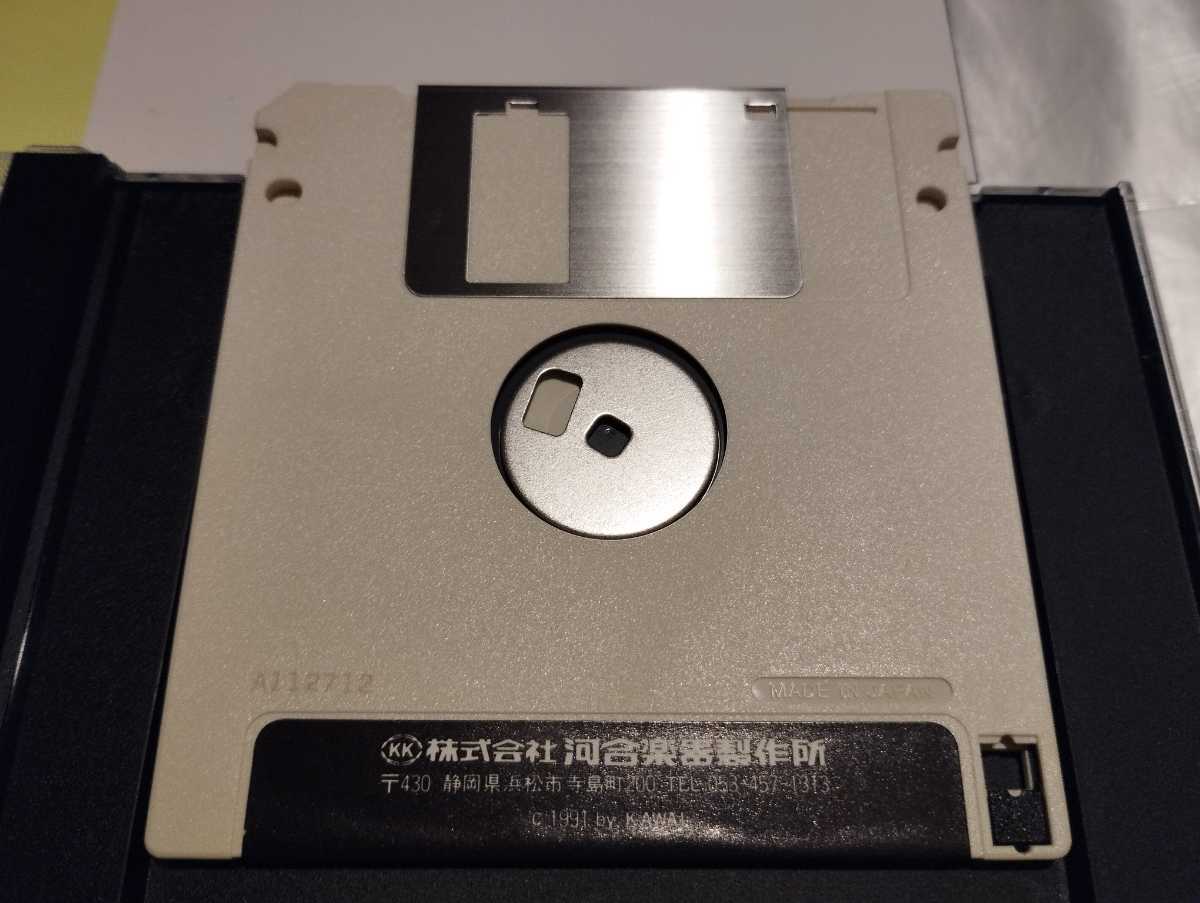 A112712
MADE IN JAPAN
KK 株式会社 河合楽器製作所
〒430 静岡県浜松市寺島町200 TEL 053-457-1313
c 1991 by KAWAI